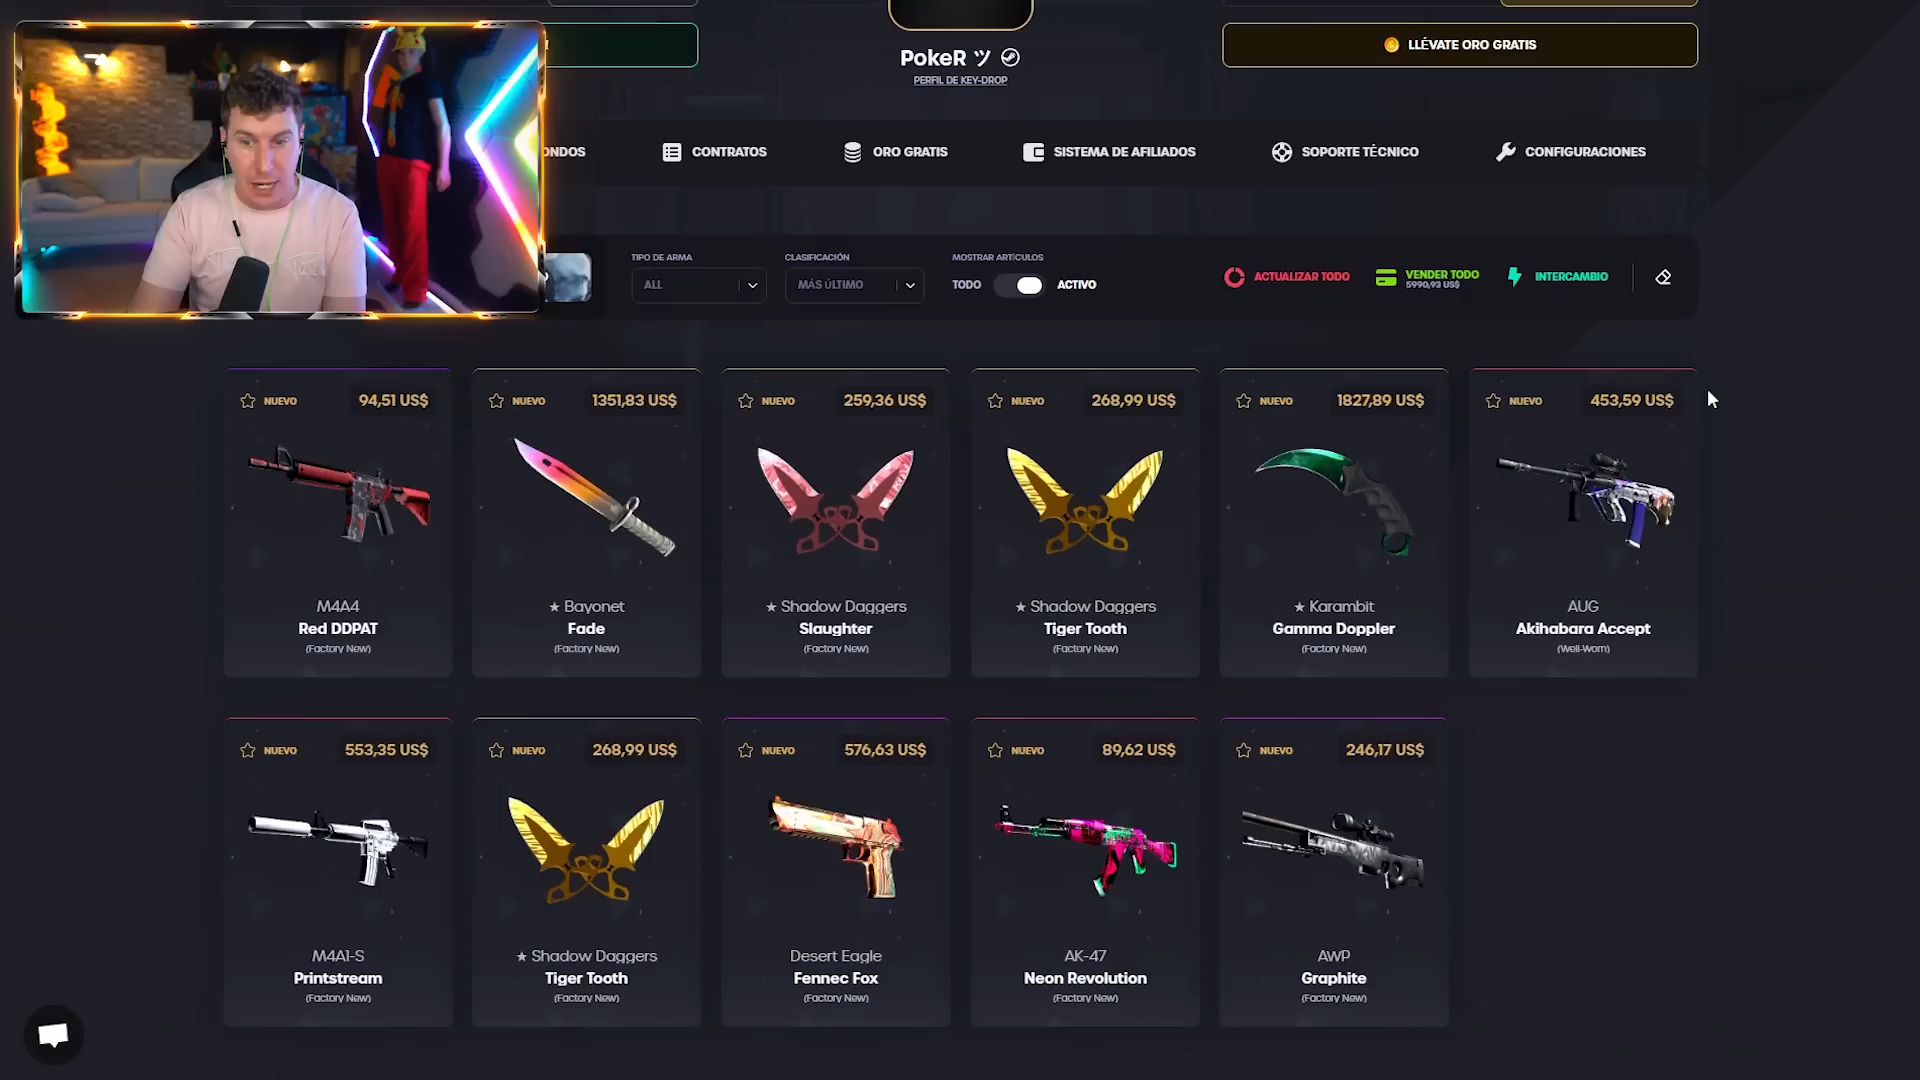 LLÉVATE ORO GRATIS
PokeR ツ
PERFIL DE KEY-DROP
ONDOS
CONTRATOS
ORO GRATIS
SISTEMA DE AFILIADOS
SOPORTE TÉCNICO
CONFIGURACIONES
TIPO DE ARMA
ALL
CLASIFICACIÓN
MÁS ÚLTIMO
MOSTRAR ARTÍCULOS
TODO
ACTIVO
ACTUALIZAR TODO
VENDER TODO
5990,93 US$
INTERCAMBIO
NUEVO 94,51 US$
M4A4
Red DDPAT
(Factory New)
NUEVO 1351,83 US$
★ Bayonet
Fade
(Factory New)
NUEVO 259,36 US$
★ Shadow Daggers
Slaughter
(Factory New)
NUEVO 268,99 US$
★ Shadow Daggers
Tiger Tooth
(Factory New)
NUEVO 1827,89 US$
★ Karambit
Gamma Doppler
(Factory New)
NUEVO 453,59 US$
AUG
Akihabara Accept
(Well-Worn)
NUEVO 553,35 US$
M4A1-S
Printstream
(Factory New)
NUEVO 268,99 US$
★ Shadow Daggers
Tiger Tooth
(Factory New)
NUEVO 576,63 US$
Desert Eagle
Fennec Fox
(Factory New)
NUEVO 89,62 US$
AK-47
Neon Revolution
(Factory New)
NUEVO 246,17 US$
AWP
Graphite
(Factory New)